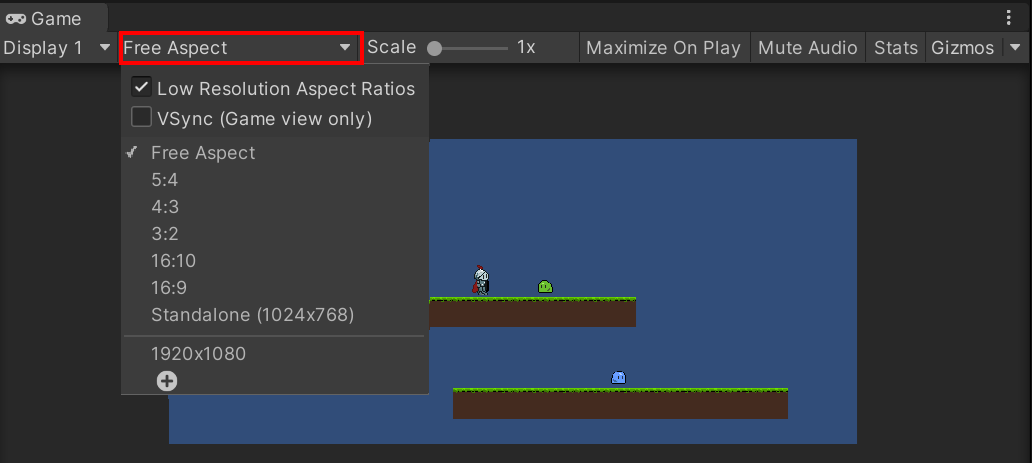 Game
Display 1 Free Aspect Scale 1x Maximize On Play Mute Audio Stats Gizmos
Low Resolution Aspect Ratios
VSync (Game view only)
Free Aspect
5:4
4:3
3:2
16:10
16:9
Standalone (1024x768)
1920x1080